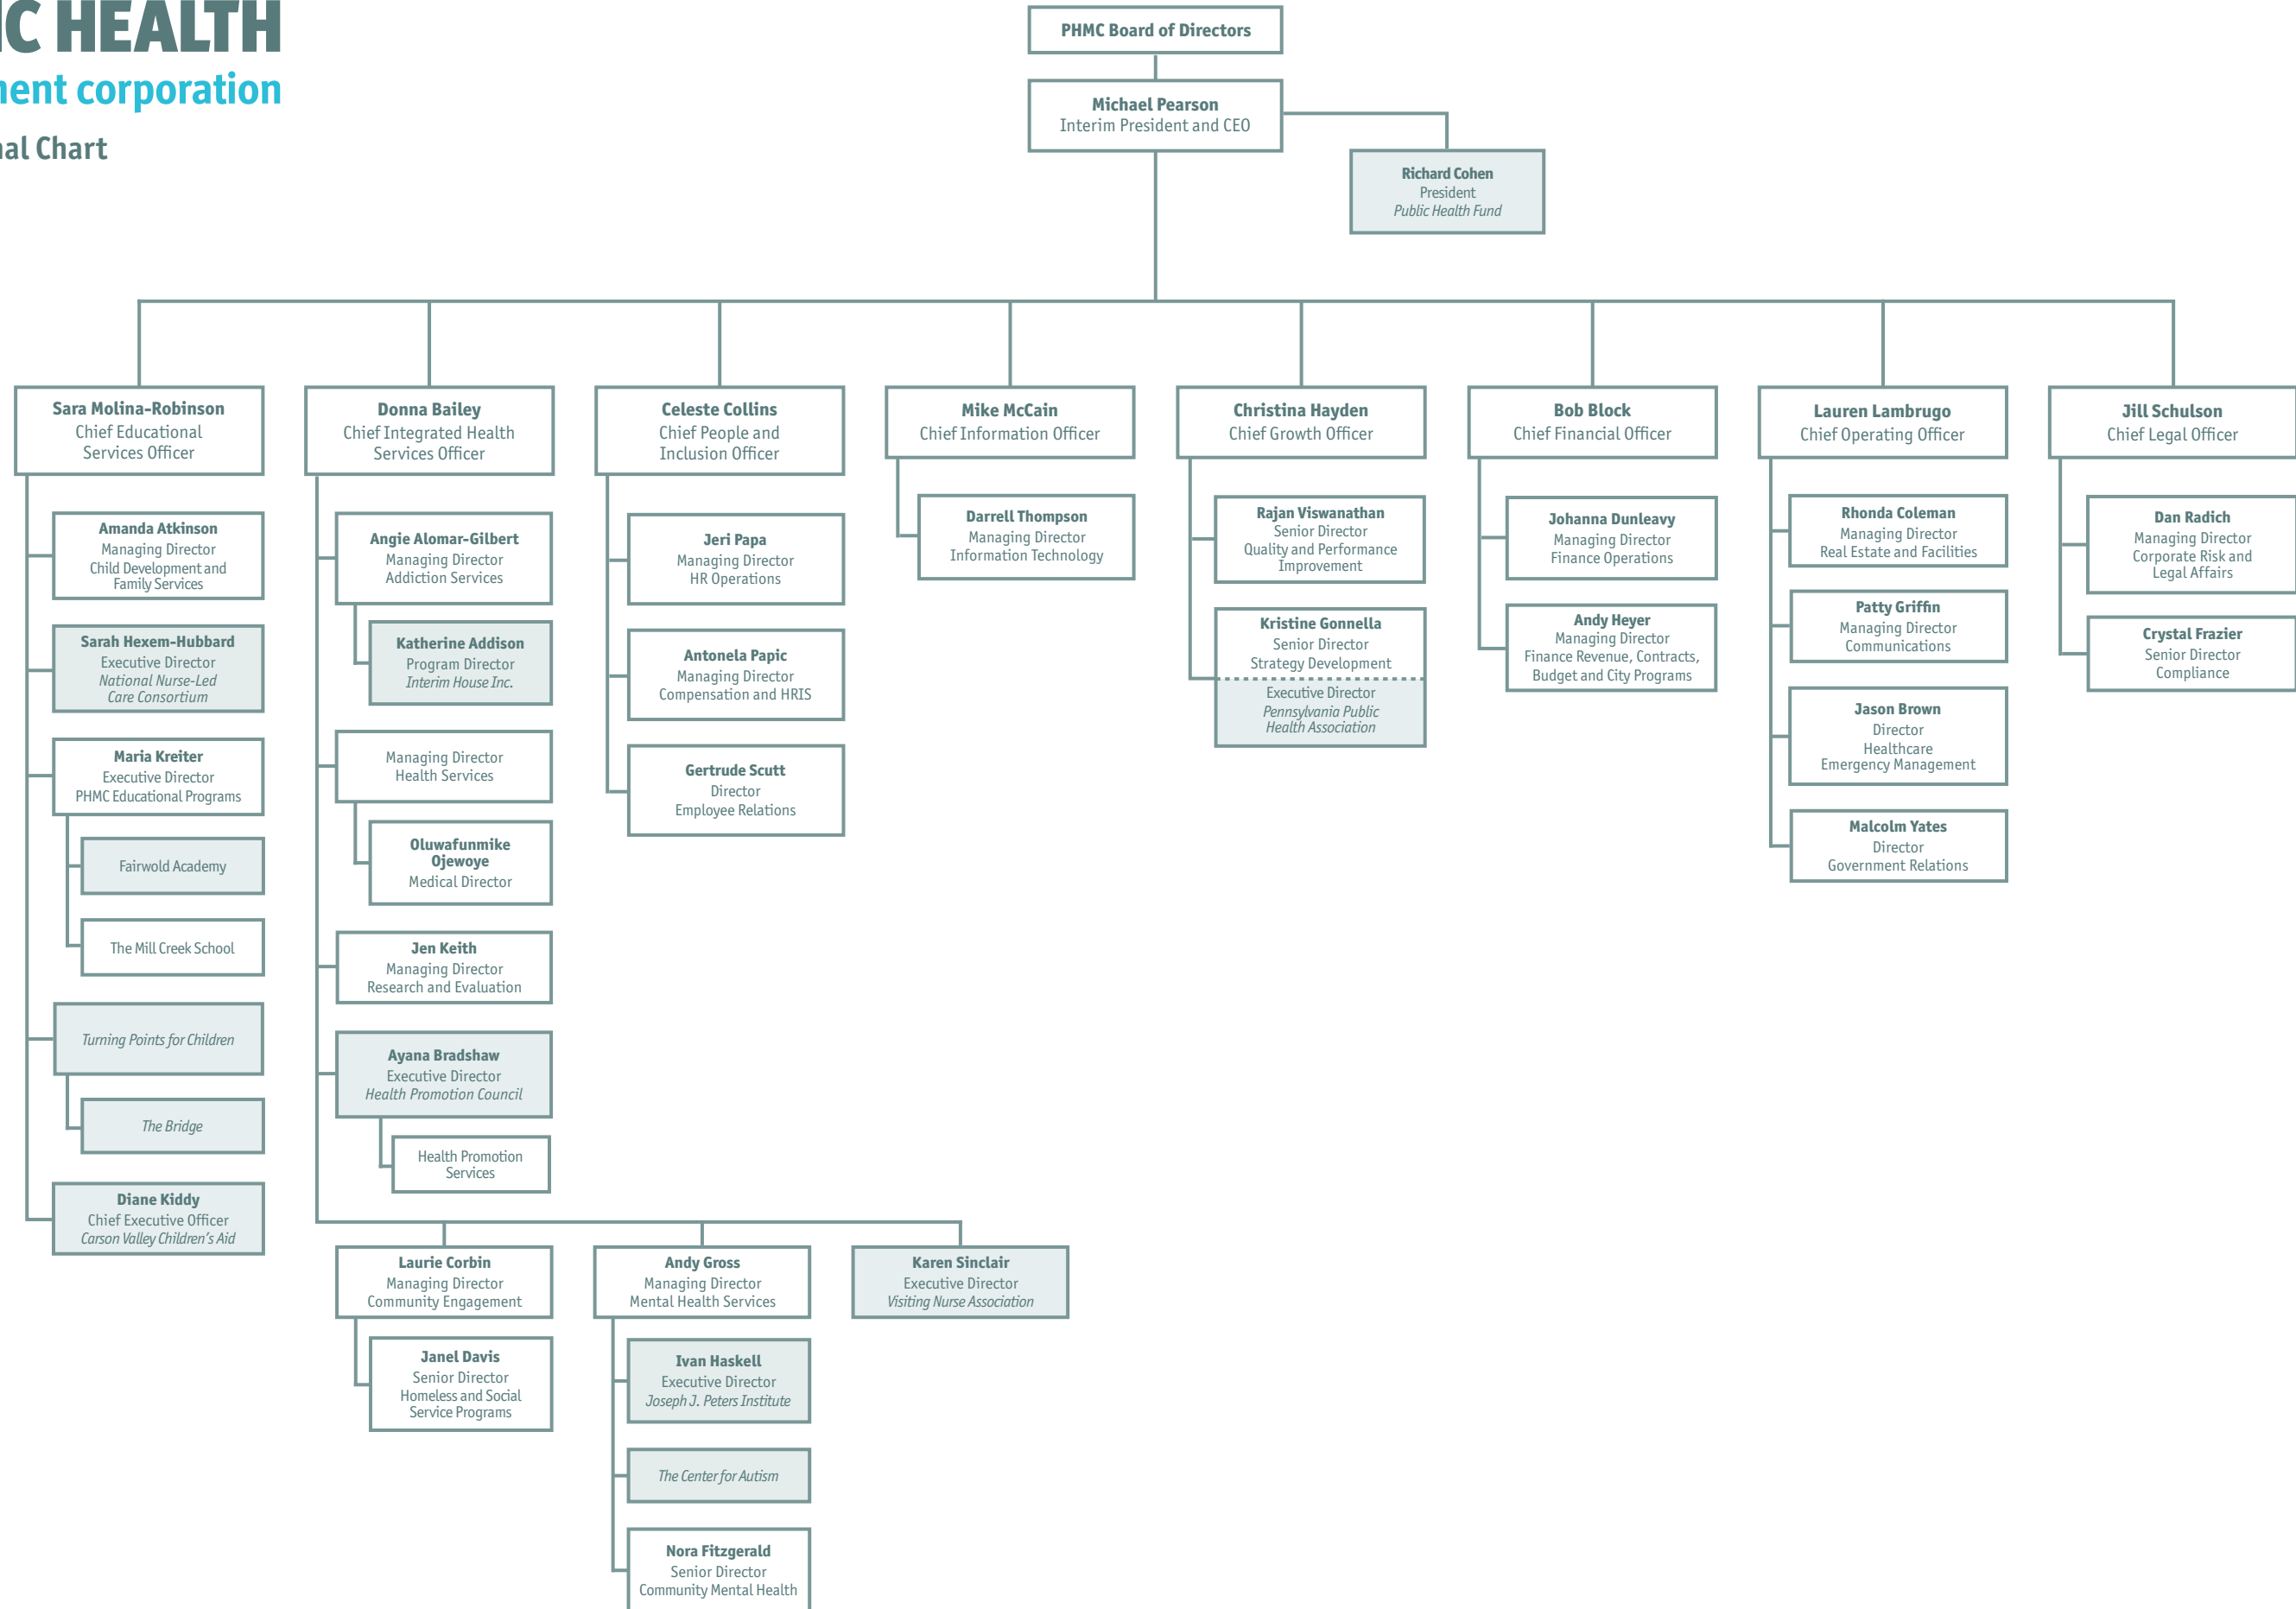 C HEALTH
ent corporation
al Chart
PHMC Board of Directors
Michael Pearson
Interim President and CEO
Richard Cohen
President
Public Health Fund
Sara Molina-Robinson
Chief Educational
Services Officer
Amanda Atkinson
Managing Director
Child Development and
Family Services
Sarah Hexem-Hubbard
Executive Director
National Nurse-Led
Care Consortium
Maria Kreiter
Executive Director
PHMC Educational Programs
Fairwold Academy
The Mill Creek School
Turning Points for Children
The Bridge
Diane Kiddy
Chief Executive Officer
Carson Valley Children's Aid
Donna Bailey
Chief Integrated Health
Services Officer
Angie Alomar-Gilbert
Managing Director
Addiction Services
Katherine Addison
Program Director
Interim House Inc.
Managing Director
Health Services
Oluwafunmike
Ojewoye
Medical Director
Jen Keith
Managing Director
Research and Evaluation
Ayana Bradshaw
Executive Director
Health Promotion Council
Health Promotion
Services
Laurie Corbin
Managing Director
Community Engagement
Janel Davis
Senior Director
Homeless and Social
Service Programs
Andy Gross
Managing Director
Mental Health Services
Ivan Haskell
Executive Director
Joseph J. Peters Institute
The Center for Autism
Nora Fitzgerald
Senior Director
Community Mental Health
Karen Sinclair
Executive Director
Visiting Nurse Association
Celeste Collins
Chief People and
Inclusion Officer
Jeri Papa
Managing Director
HR Operations
Antonela Papic
Managing Director
Compensation and HRIS
Gertrude Scutt
Director
Employee Relations
Mike McCain
Chief Information Officer
Darrell Thompson
Managing Director
Information Technology
Christina Hayden
Chief Growth Officer
Rajan Viswanathan
Senior Director
Quality and Performance
Improvement
Kristine Gonnella
Senior Director
Strategy Development
Executive Director
Pennsylvania Public
Health Association
Bob Block
Chief Financial Officer
Johanna Dunleavy
Managing Director
Finance Operations
Andy Heyer
Managing Director
Finance Revenue, Contracts,
Budget and City Programs
Lauren Lambrugo
Chief Operating Officer
Rhonda Coleman
Managing Director
Real Estate and Facilities
Patty Griffin
Managing Director
Communications
Jason Brown
Director
Healthcare
Emergency Management
Malcolm Yates
Director
Government Relations
Jill Schulson
Chief Legal Officer
Dan Radich
Managing Director
Corporate Risk and
Legal Affairs
Crystal Frazier
Senior Director
Compliance